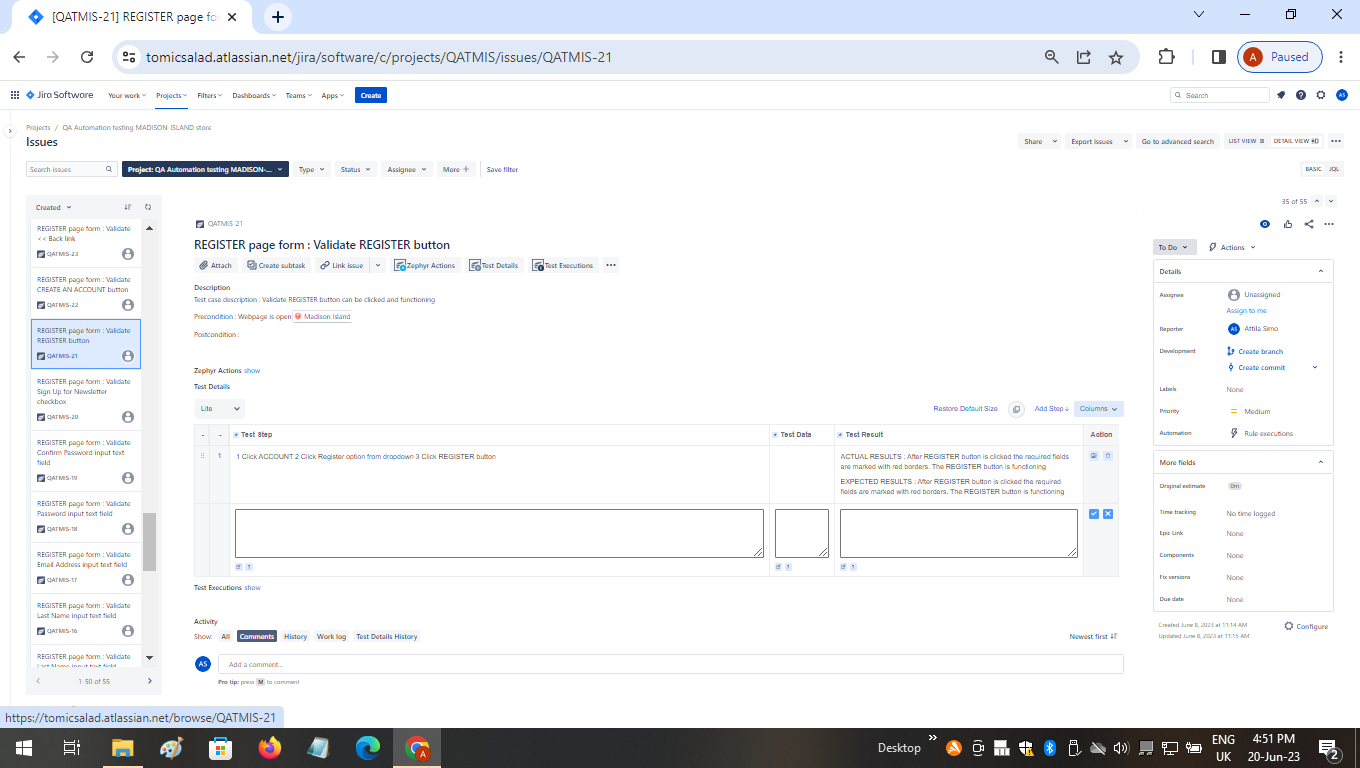 [QATMIS-21] REGISTER page fo
tomicsalad.atlassian.net/jira/software/c/projects/QATMIS/issues/QATMIS-21
A Paused
Jira Software Your work Projects Filters Dashboards Teams Apps Create Search AS
Projects / QA Automation testing MADISON ISLAND store
Issues
Share Export issues Go to advanced search LIST VIEW DETAIL VIEW
Search issues Project: QA Automation testing MADISON-... Type Status Assignee More + Save filter BASIC JQL
Created
35 of 55
REGISTER page form : Validate
<< Back link
QATMIS-23
REGISTER page form : Validate
CREATE AN ACCOUNT button
QATMIS-22
REGISTER page form : Validate
REGISTER button
QATMIS-21
REGISTER page form : Validate
Sign Up for Newsletter
checkbox
QATMIS-20
REGISTER page form : Validate
Confirm Password input text
field
QATMIS-19
REGISTER page form : Validate
Password input text field
QATMIS-18
REGISTER page form : Validate
Email Address input text field
QATMIS-17
REGISTER page form : Validate
Last Name input text field
QATMIS-16
REGISTER page form : Validate
Last Name input text field
1-50 of 55
QATMIS-21
REGISTER page form : Validate REGISTER button
Attach Create subtask Link issue Zephyr Actions Test Details Test Executions
Description
Test case description : Validate REGISTER button can be clicked and functioning
Precondition : Webpage is open Madison Island
Postcondition :
Zephyr Actions show
Test Details
Lite Restore Default Size Add Step Columns
- - Test Step Test Data Test Result Action
1 1 Click ACCOUNT 2 Click Register option from dropdown 3 Click REGISTER button
ACTUAL RESULTS : After REGISTER button is clicked the required fields
are marked with red borders. The REGISTER button is functioning
EXPECTED RESULTS : After REGISTER button is clicked the required
fields are marked with red borders. The REGISTER button is functioning
Test Executions show
Activity
Show: All Comments History Work log Test Details History Newest first
AS Add a comment...
Pro tip: press M to comment
To Do Actions
Details
Assignee Unassigned
Assign to me
Reporter AS Attila Simo
Development Create branch
Create commit
Labels None
Priority Medium
Automation Rule executions
More fields
Original estimate 0m
Time tracking No time logged
Epic Link None
Components None
Fix versions None
Due date None
Created June 8, 2023 at 11:14 AM
Updated June 8, 2023 at 11:15 AM
Configure
https://tomicsalad.atlassian.net/browse/QATMIS-21
Desktop
ENG
UK
4:51 PM
20-Jun-23
2